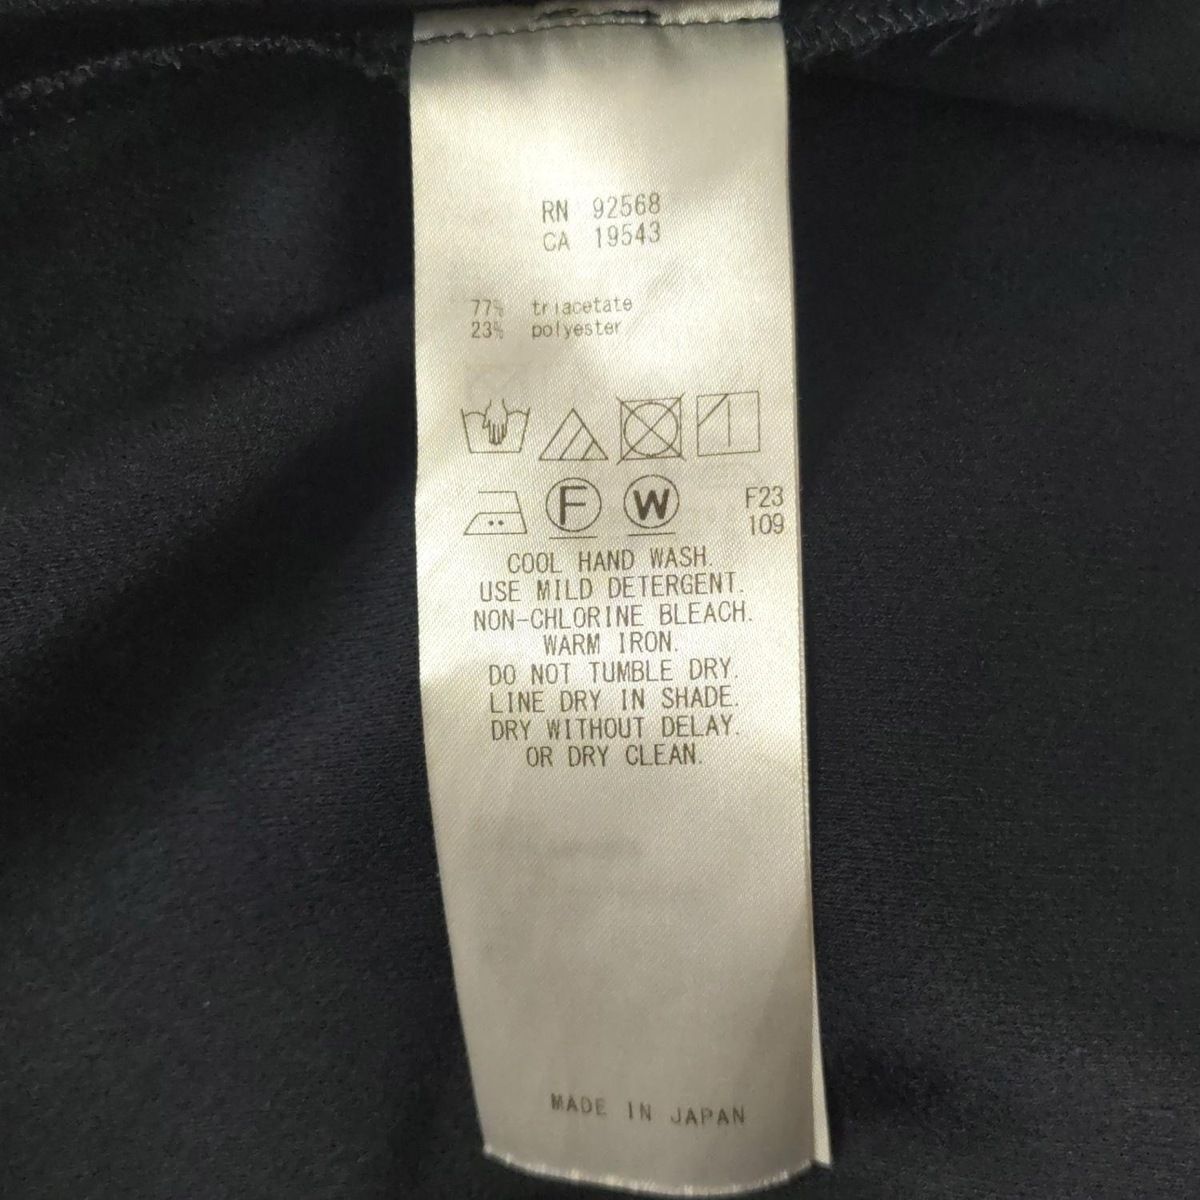 RN 92568
CA 19543
77% triacetate
23% polyester
F W F23
109
COOL HAND WASH.
USE MILD DETERGENT.
NON-CHLORINE BLEACH.
WARM IRON.
DO NOT TUMBLE DRY.
LINE DRY IN SHADE.
DRY WITHOUT DELAY.
OR DRY CLEAN.
MADE IN JAPAN